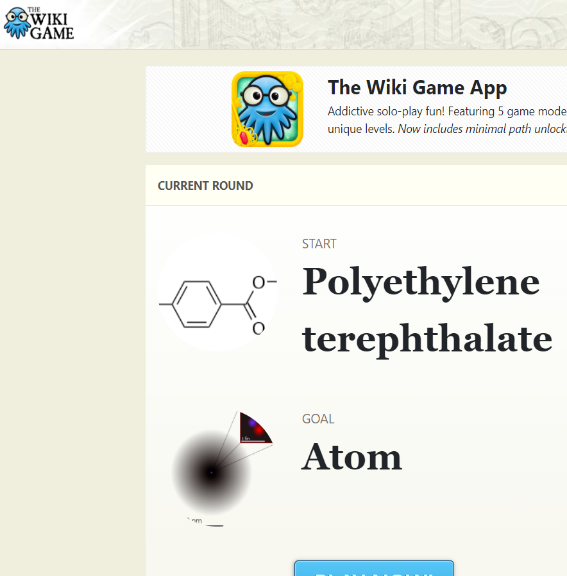 THE
WIKI
GAME
The Wiki Game App
Addictive solo-play fun! Featuring 5 game mode
unique levels. Now includes minimal path unlock
CURRENT ROUND
START
Polyethylene
terephthalate
O
O
GOAL
Atom